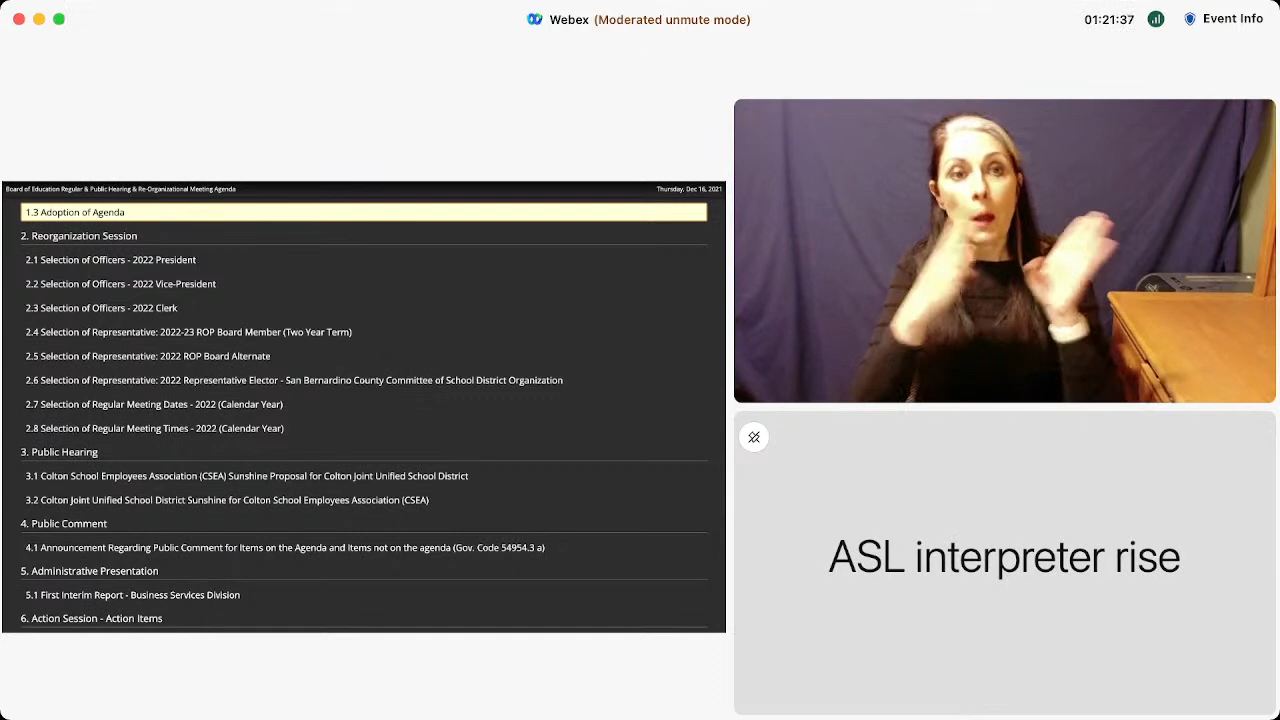 Webex (Moderated unmute mode)
01:21:37
Event Info
Board of Education Regular & Public Hearing & Re-Organizational Meeting Agenda
Thursday, Dec 16, 2021
1.3 Adoption of Agenda
2. Reorganization Session
2.1 Selection of Officers - 2022 President
2.2 Selection of Officers - 2022 Vice-President
2.3 Selection of Officers - 2022 Clerk
2.4 Selection of Representative: 2022-23 ROP Board Member (Two Year Term)
2.5 Selection of Representative: 2022 ROP Board Alternate
2.6 Selection of Representative: 2022 Representative Elector - San Bernardino County Committee of School District Organization
2.7 Selection of Regular Meeting Dates - 2022 (Calendar Year)
2.8 Selection of Regular Meeting Times - 2022 (Calendar Year)
3. Public Hearing
3.1 Colton School Employees Association (CSEA) Sunshine Proposal for Colton Joint Unified School District
3.2 Colton Joint Unified School District Sunshine for Colton School Employees Association (CSEA)
4. Public Comment
4.1 Announcement Regarding Public Comment for Items on the Agenda and Items not on the agenda (Gov. Code 54954.3 a)
5. Administrative Presentation
5.1 First Interim Report - Business Services Division
6. Action Session - Action Items
ASL interpreter rise